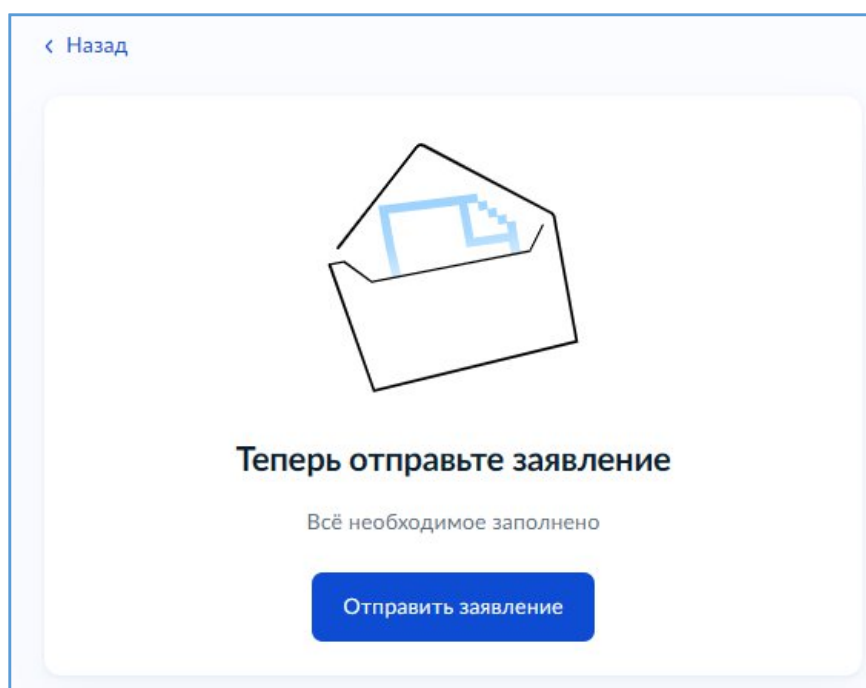 Назад
Теперь отправьте заявление
Всё необходимое заполнено
Отправить заявление